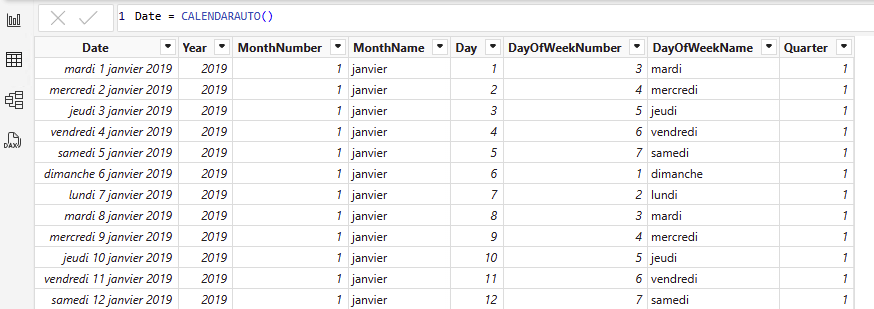 1 Date = CALENDARAUTO()
Date Year MonthNumber MonthName Day DayOfWeekNumber DayOfWeekName Quarter
mardi 1 janvier 2019 2019 1 janvier 1 3 mardi 1
mercredi 2 janvier 2019 2019 1 janvier 2 4 mercredi 1
jeudi 3 janvier 2019 2019 1 janvier 3 5 jeudi 1
vendredi 4 janvier 2019 2019 1 janvier 4 6 vendredi 1
samedi 5 janvier 2019 2019 1 janvier 5 7 samedi 1
dimanche 6 janvier 2019 2019 1 janvier 6 1 dimanche 1
lundi 7 janvier 2019 2019 1 janvier 7 2 lundi 1
mardi 8 janvier 2019 2019 1 janvier 8 3 mardi 1
mercredi 9 janvier 2019 2019 1 janvier 9 4 mercredi 1
jeudi 10 janvier 2019 2019 1 janvier 10 5 jeudi 1
vendredi 11 janvier 2019 2019 1 janvier 11 6 vendredi 1
samedi 12 janvier 2019 2019 1 janvier 12 7 samedi 1
DAX